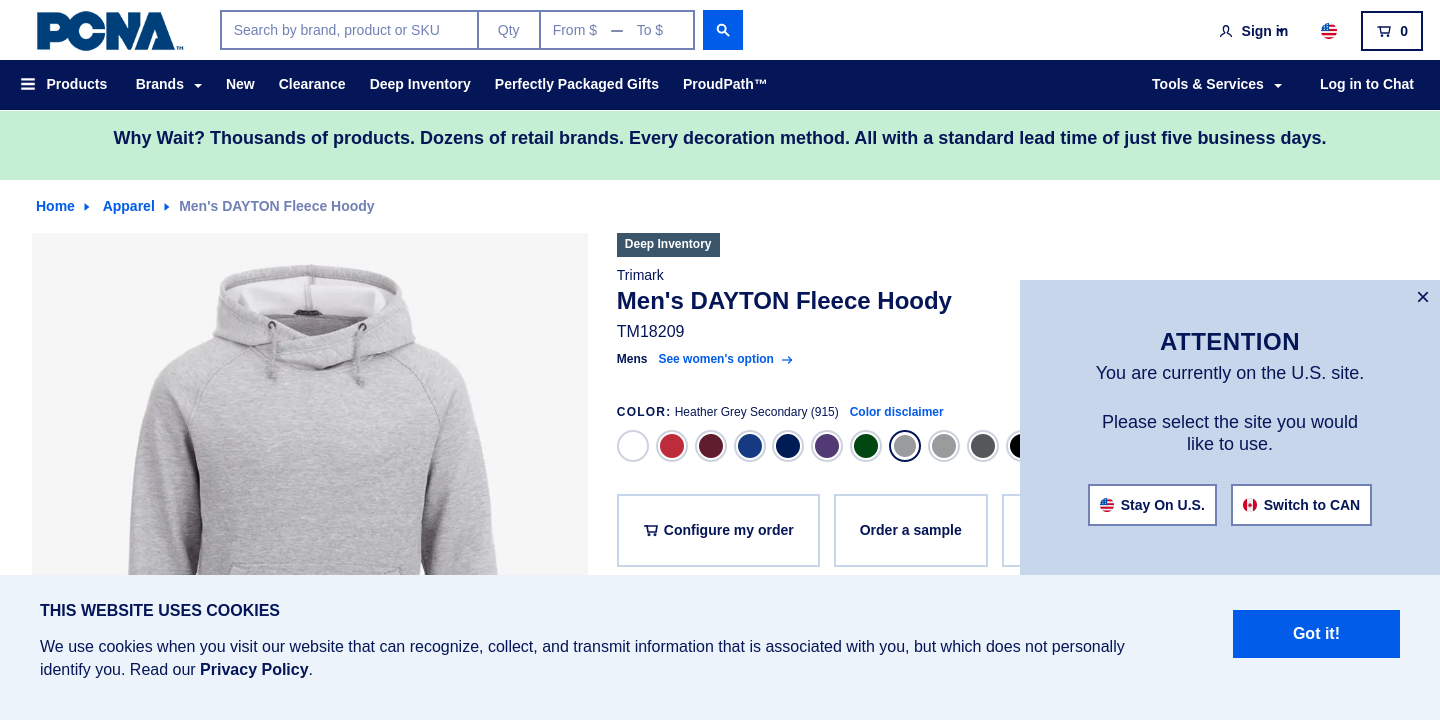 PCNA™
Search by brand, product or SKU
Qty
From $ — To $
Sign in
0
Products
Brands
New
Clearance
Deep Inventory
Perfectly Packaged Gifts
ProudPath™
Tools & Services
Log in to Chat
Why Wait? Thousands of products. Dozens of retail brands. Every decoration method. All with a standard lead time of just five business days.
Home
Apparel
Men's DAYTON Fleece Hoody
Deep Inventory
Trimark
Men's DAYTON Fleece Hoody
TM18209
Mens See women's option →
COLOR: Heather Grey Secondary (915) Color disclaimer
Configure my order
Order a sample
×
ATTENTION
You are currently on the U.S. site.
Please select the site you would
like to use.
Stay On U.S.
Switch to CAN
THIS WEBSITE USES COOKIES
We use cookies when you visit our website that can recognize, collect, and transmit information that is associated with you, but which does not personally
identify you. Read our Privacy Policy.
Got it!